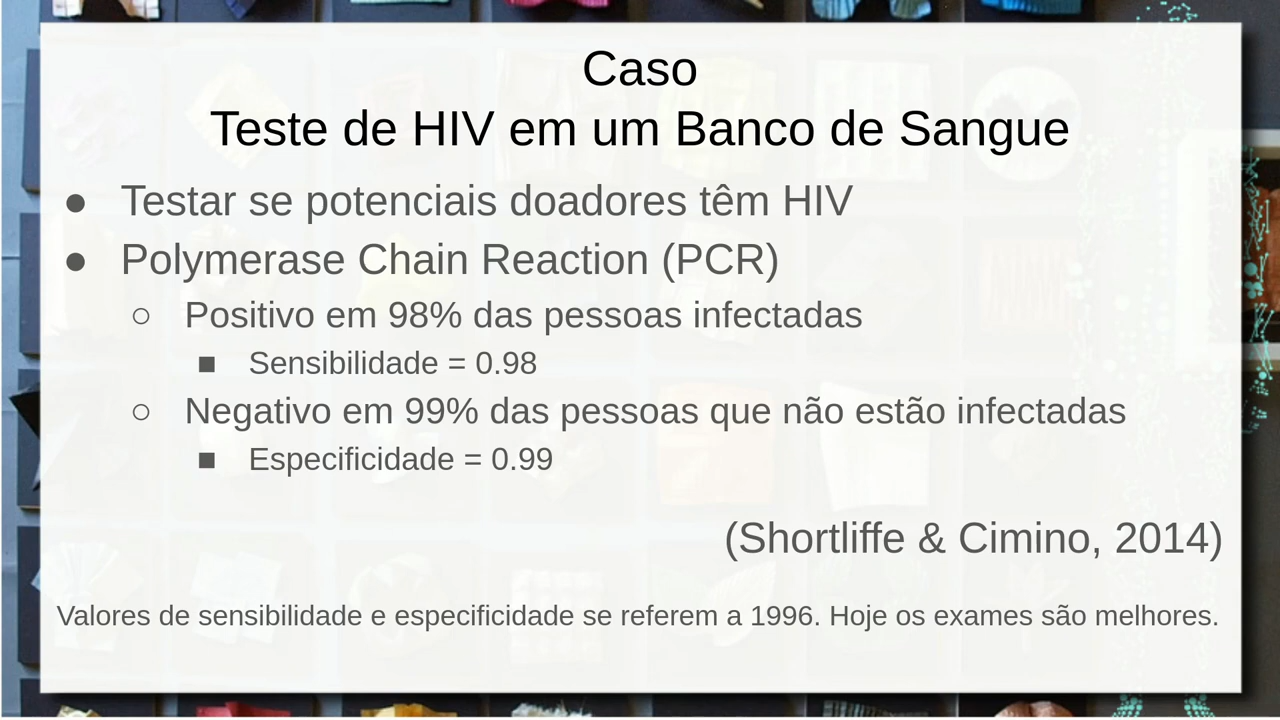 Caso
Teste de HIV em um Banco de Sangue
● Testar se potenciais doadores têm HIV
● Polymerase Chain Reaction (PCR)
○ Positivo em 98% das pessoas infectadas
■ Sensibilidade = 0.98
○ Negativo em 99% das pessoas que não estão infectadas
■ Especificidade = 0.99
(Shortliffe & Cimino, 2014)
Valores de sensibilidade e especificidade se referem a 1996. Hoje os exames são melhores.